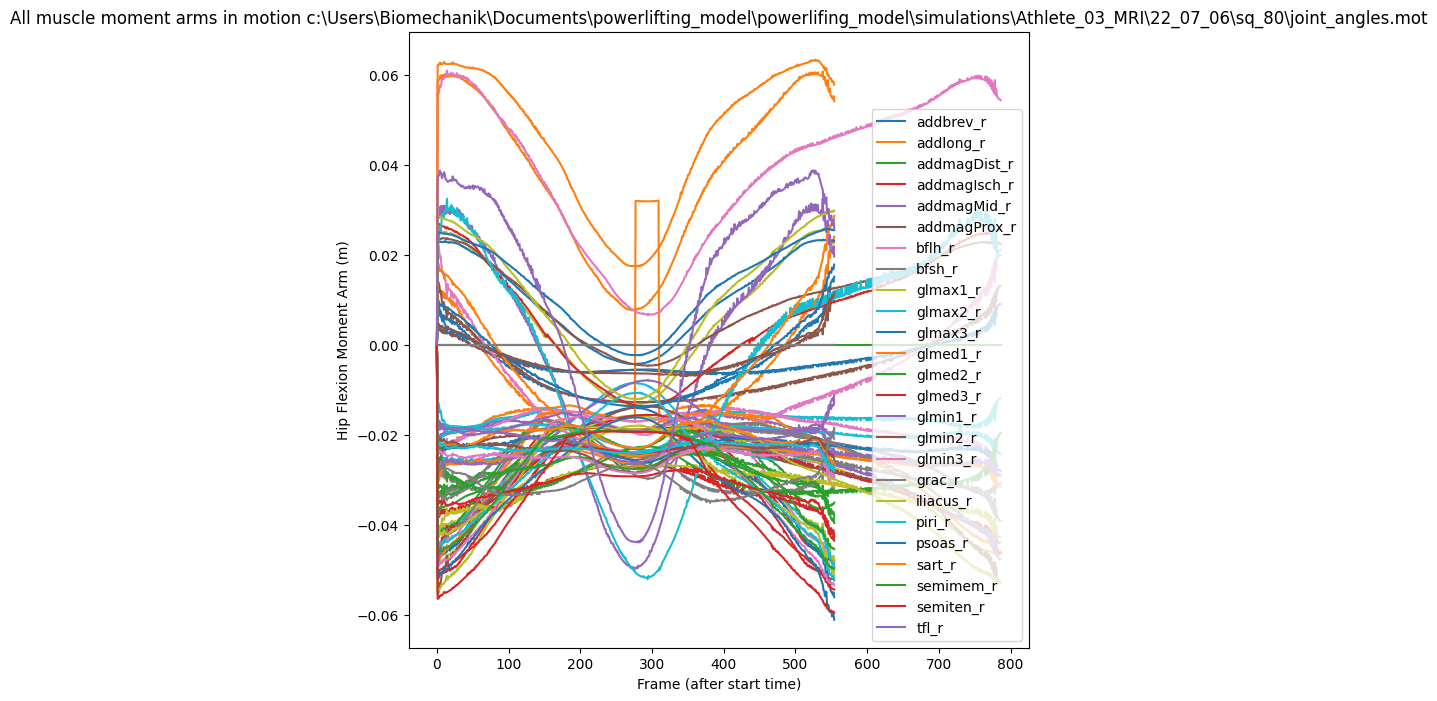 All muscle moment arms in motion c:\Users\Biomechanik\Documents\powerlifting_model\powerlifing_model\simulations\Athlete_03_MRI\22_07_06\sq_80\joint_angles.mot
0.06
0.04
0.02
0.00
−0.02
−0.04
−0.06
Hip Flexion Moment Arm (m)
addbrev_r
addlong_r
addmagDist_r
addmagIsch_r
addmagMid_r
addmagProx_r
bflh_r
bfsh_r
glmax1_r
glmax2_r
glmax3_r
glmed1_r
glmed2_r
glmed3_r
glmin1_r
glmin2_r
glmin3_r
grac_r
iliacus_r
piri_r
psoas_r
sart_r
semimem_r
semiten_r
tfl_r
0 100 200 300 400 500 600 700 800
Frame (after start time)